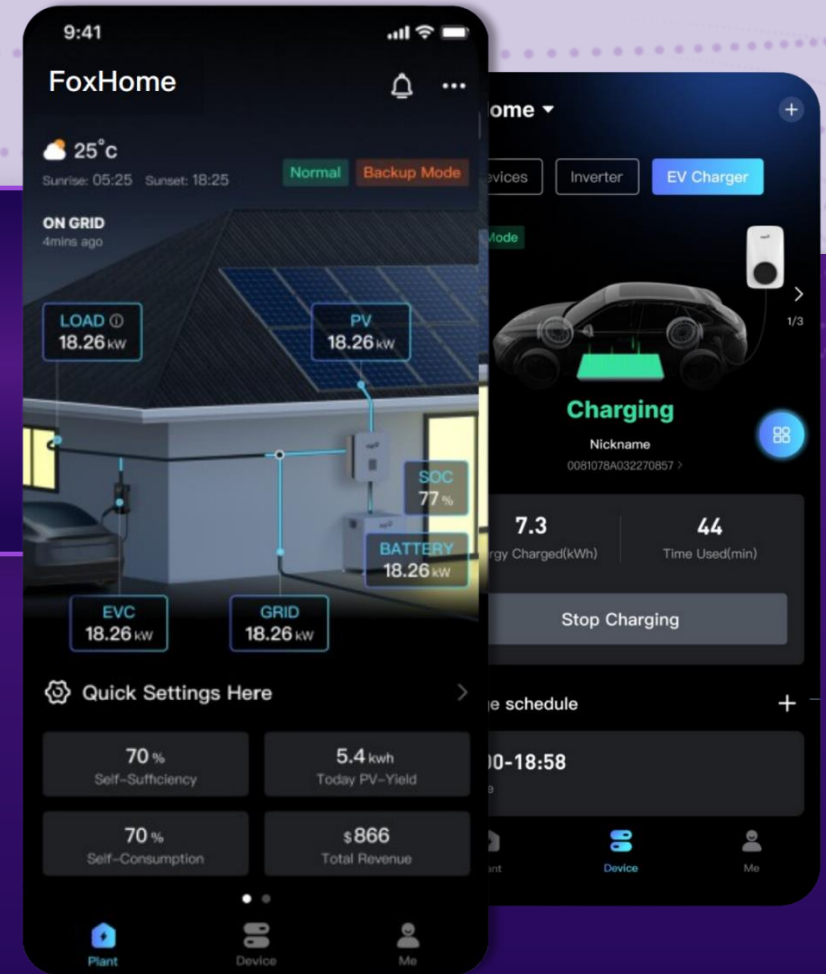 9:41
FoxHome
25°c
Sunrise: 05:25 Sunset: 18:25
Normal
Backup Mode
ON GRID
4mins ago
LOAD
18.26 kW
PV
18.26 kW
SOC
77 %
BATTERY
18.26 kW
EVC
18.26 kW
GRID
18.26 kW
Quick Settings Here
70 %
Self-Sufficiency
5.4 kwh
Today PV-Yield
70 %
Self-Consumption
$866
Total Revenue
Plant
Device
Me
ome
+
vices
Inverter
EV Charger
Mode
1/3
Charging
Nickname
0081078A032270857
7.3
rgy Charged(kWh)
44
Time Used(min)
Stop Charging
e schedule
+
00-18:58
e
ant
Device
Me